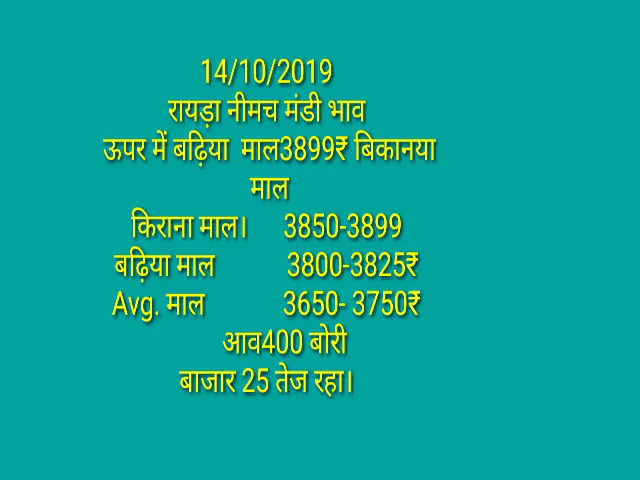 14/10/2019
रायड़ा नीमच मंडी भाव
ऊपर में बढ़िया माल3899₹ बिकानया
माल
किराना माल। 3850-3899
बढ़िया माल 3800-3825₹
Avg. माल 3650- 3750₹
आव400 बोरी
बाजार 25 तेज रहा।